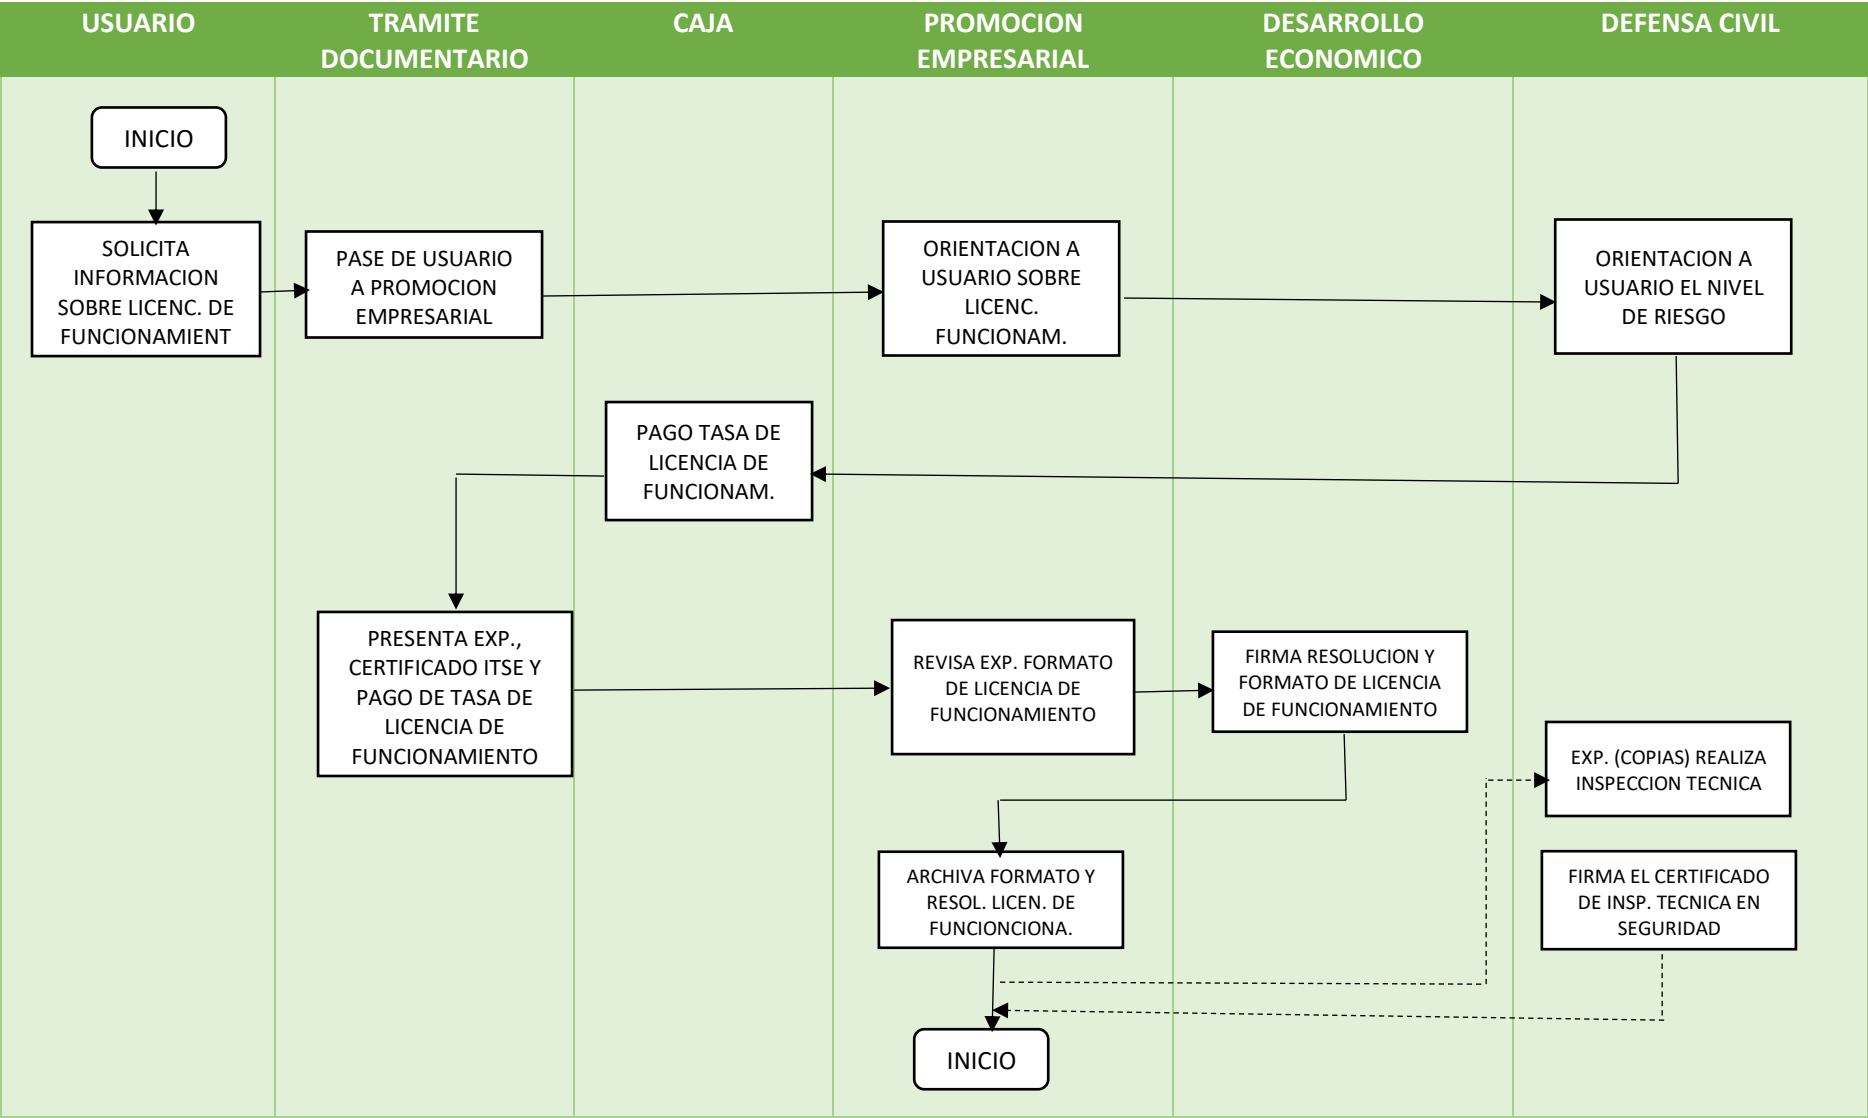 USUARIO
TRAMITE
DOCUMENTARIO
CAJA
PROMOCION
EMPRESARIAL
DESARROLLO
ECONOMICO
DEFENSA CIVIL
INICIO
SOLICITA
INFORMACION
SOBRE LICENC. DE
FUNCIONAMIENT
PASE DE USUARIO
A PROMOCION
EMPRESARIAL
ORIENTACION A
USUARIO SOBRE
LICENC.
FUNCIONAM.
ORIENTACION A
USUARIO EL NIVEL
DE RIESGO
PAGO TASA DE
LICENCIA DE
FUNCIONAM.
PRESENTA EXP.,
CERTIFICADO ITSE Y
PAGO DE TASA DE
LICENCIA DE
FUNCIONAMIENTO
REVISA EXP. FORMATO
DE LICENCIA DE
FUNCIONAMIENTO
FIRMA RESOLUCION Y
FORMATO DE LICENCIA
DE FUNCIONAMIENTO
EXP. (COPIAS) REALIZA
INSPECCION TECNICA
ARCHIVA FORMATO Y
RESOL. LICEN. DE
FUNCIONCIONA.
FIRMA EL CERTIFICADO
DE INSP. TECNICA EN
SEGURIDAD
INICIO